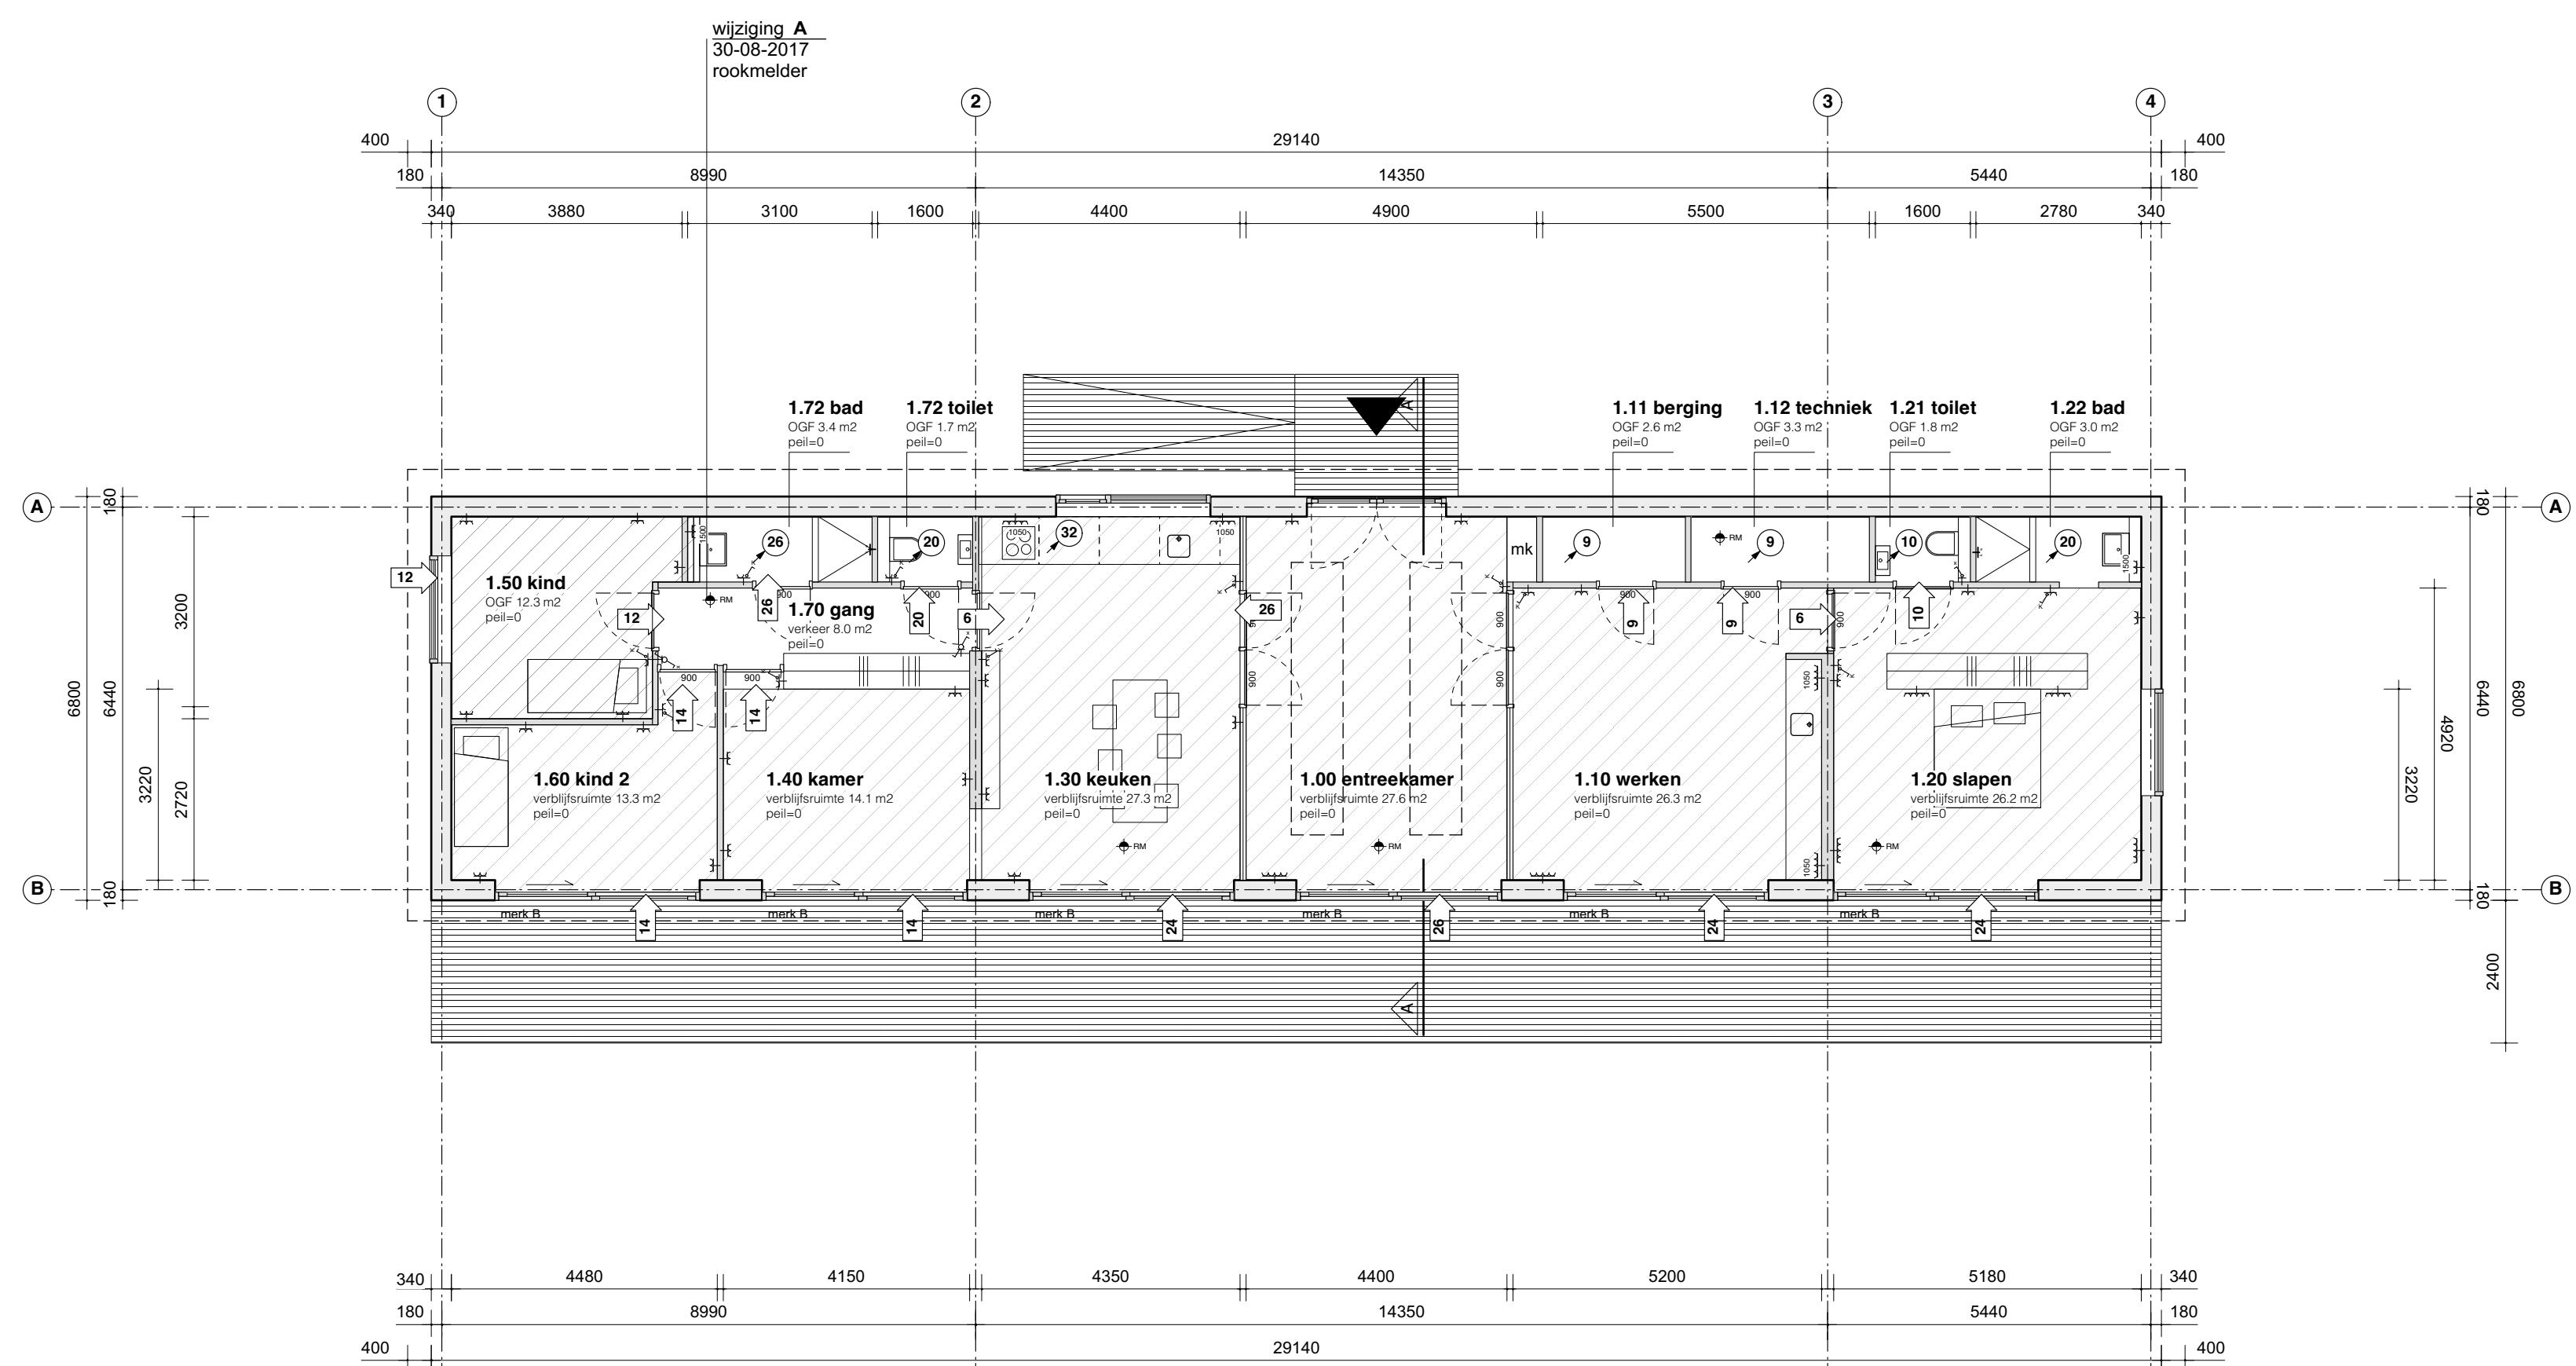 wijziging A
30-08-2017
rookmelder
1 2 3 4
400 29140 400
180 8990 14350 5440 180
340 3880 3100 1600 4400 4900 5500 1600 2780 340
1.72 bad
OGF 3.4 m2
peil=0
1.72 toilet
OGF 1.7 m2
peil=0
A
1.11 berging
OGF 2.6 m2
peil=0
1.12 techniek
OGF 3.3 m2
peil=0
1.21 toilet
OGF 1.8 m2
peil=0
1.22 bad
OGF 3.0 m2
peil=0
A A
180 180
1500 26 20 1050 32 1050 mk 9 RM 9 10 20 1500
12
1.50 kind
OGF 12.3 m2
peil=0
RM
26 900
1.70 gang
verkeer 8.0 m2
peil=0
900 20
12 6 26 900 900 9 900 9 6 900 10
900 900
14 14
900 900
1050
3200
6800 6440
3220 2720
6440 6800
4920
3220
1.60 kind 2
verblijfsruimte 13.3 m2
peil=0
1.40 kamer
verblijfsruimte 14.1 m2
peil=0
1.30 keuken
verblijfsruimte 27.3 m2
peil=0
1.00 entreekamer
verblijfsruimte 27.6 m2
peil=0
1.10 werken
verblijfsruimte 26.3 m2
peil=0
1.20 slapen
verblijfsruimte 26.2 m2
peil=0
RM RM RM
1050
B B
180 180
merk B merk B merk B merk B merk B merk B
14 14 24 26 24 24
2400
A
340 4480 4150 4350 4400 5200 5180 340
180 8990 14350 5440 180
400 29140 400